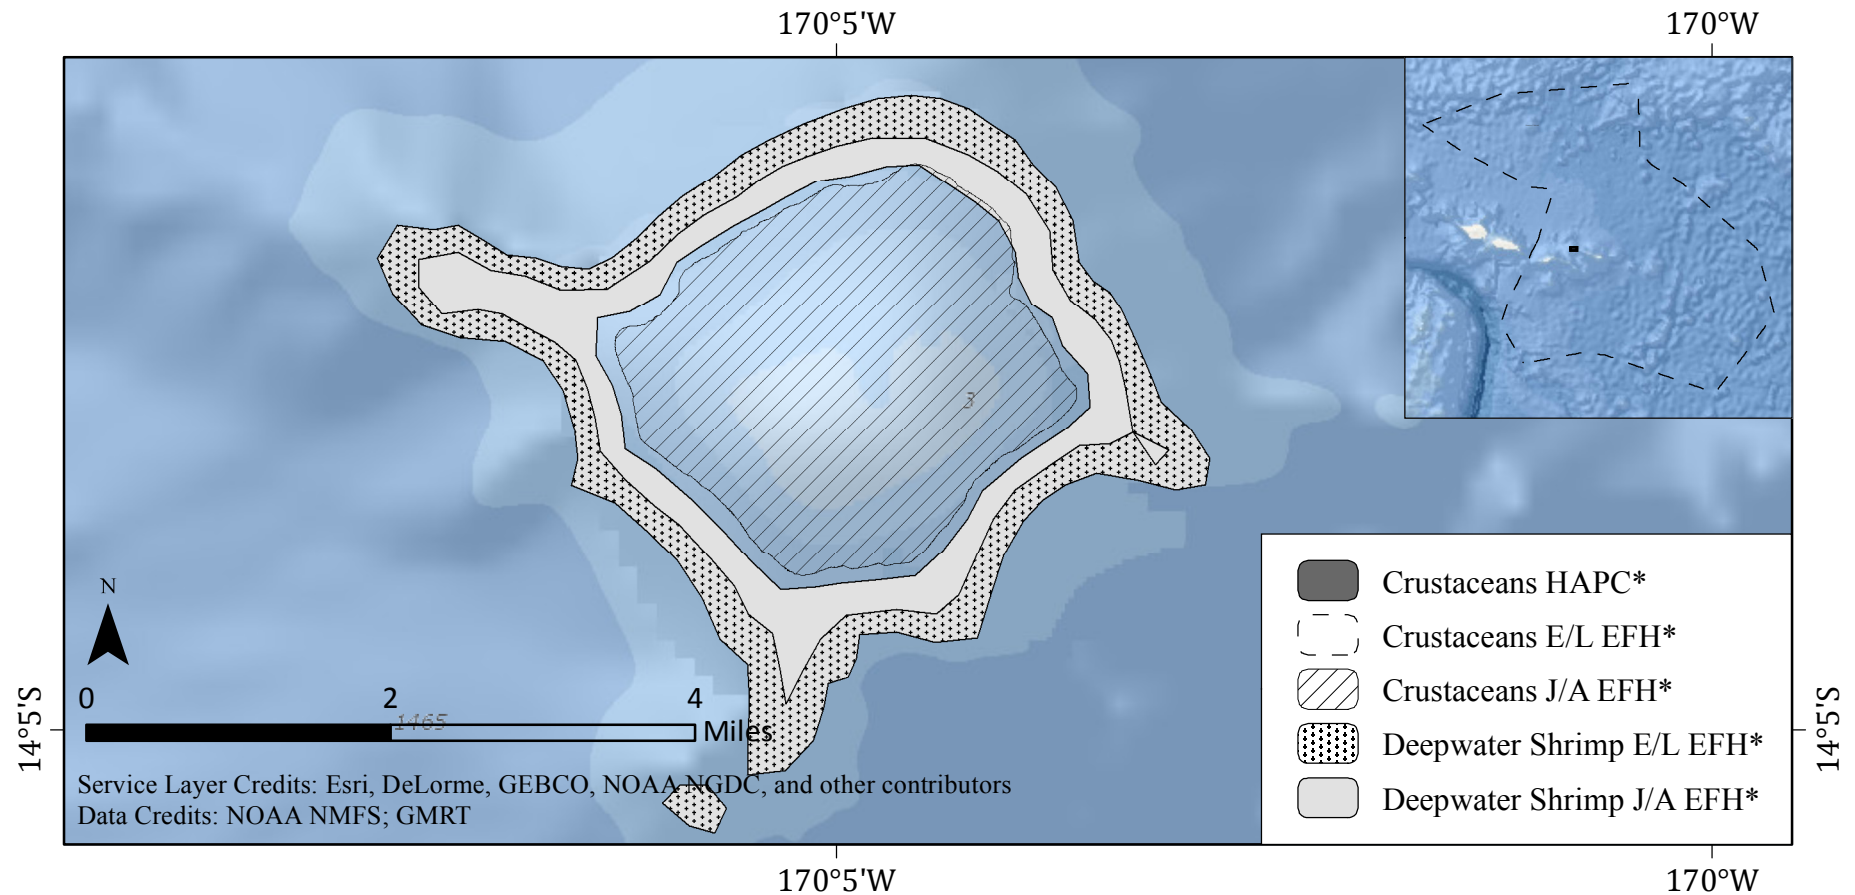 170°5'W
170°W
3
N
0
2
4
1465
Miles
14°5'S
14°5'S
Service Layer Credits: Esri, DeLorme, GEBCO, NOAA NGDC, and other contributors
Data Credits: NOAA NMFS; GMRT
Crustaceans HAPC*
Crustaceans E/L EFH*
Crustaceans J/A EFH*
Deepwater Shrimp E/L EFH*
Deepwater Shrimp J/A EFH*
170°5'W
170°W